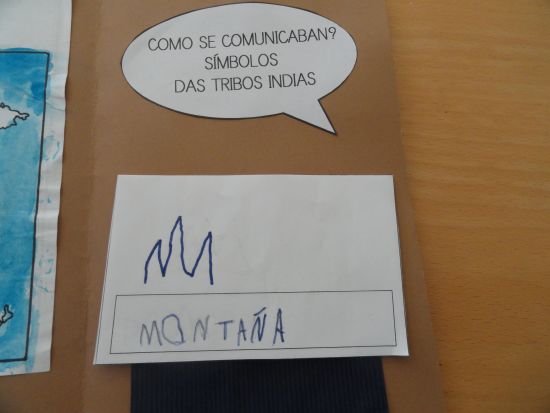 COMO SE COMUNICABAN?
SÍMBOLOS
DAS TRIBOS INDIAS
MONTAÑA